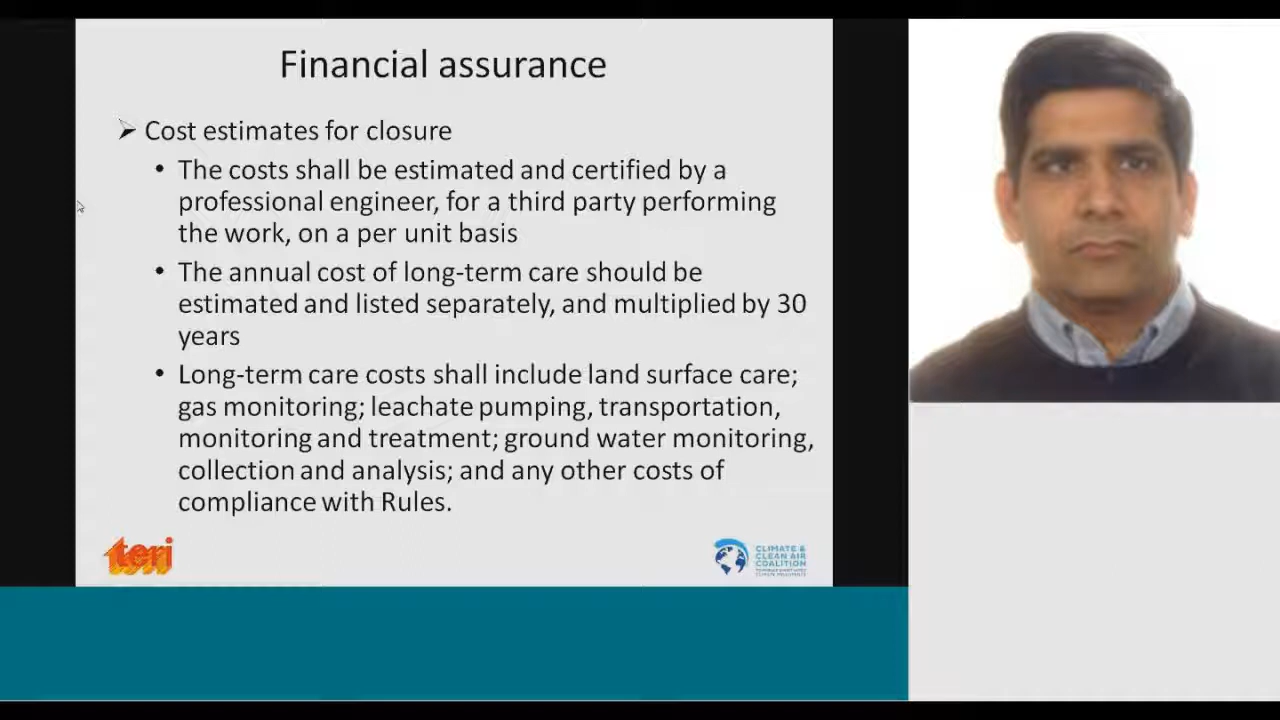 Financial assurance
➢ Cost estimates for closure
• The costs shall be estimated and certified by a
professional engineer, for a third party performing
the work, on a per unit basis
• The annual cost of long-term care should be
estimated and listed separately, and multiplied by 30
years
• Long-term care costs shall include land surface care;
gas monitoring; leachate pumping, transportation,
monitoring and treatment; ground water monitoring,
collection and analysis; and any other costs of
compliance with Rules.
teri
CLIMATE &
CLEAN AIR
COALITION